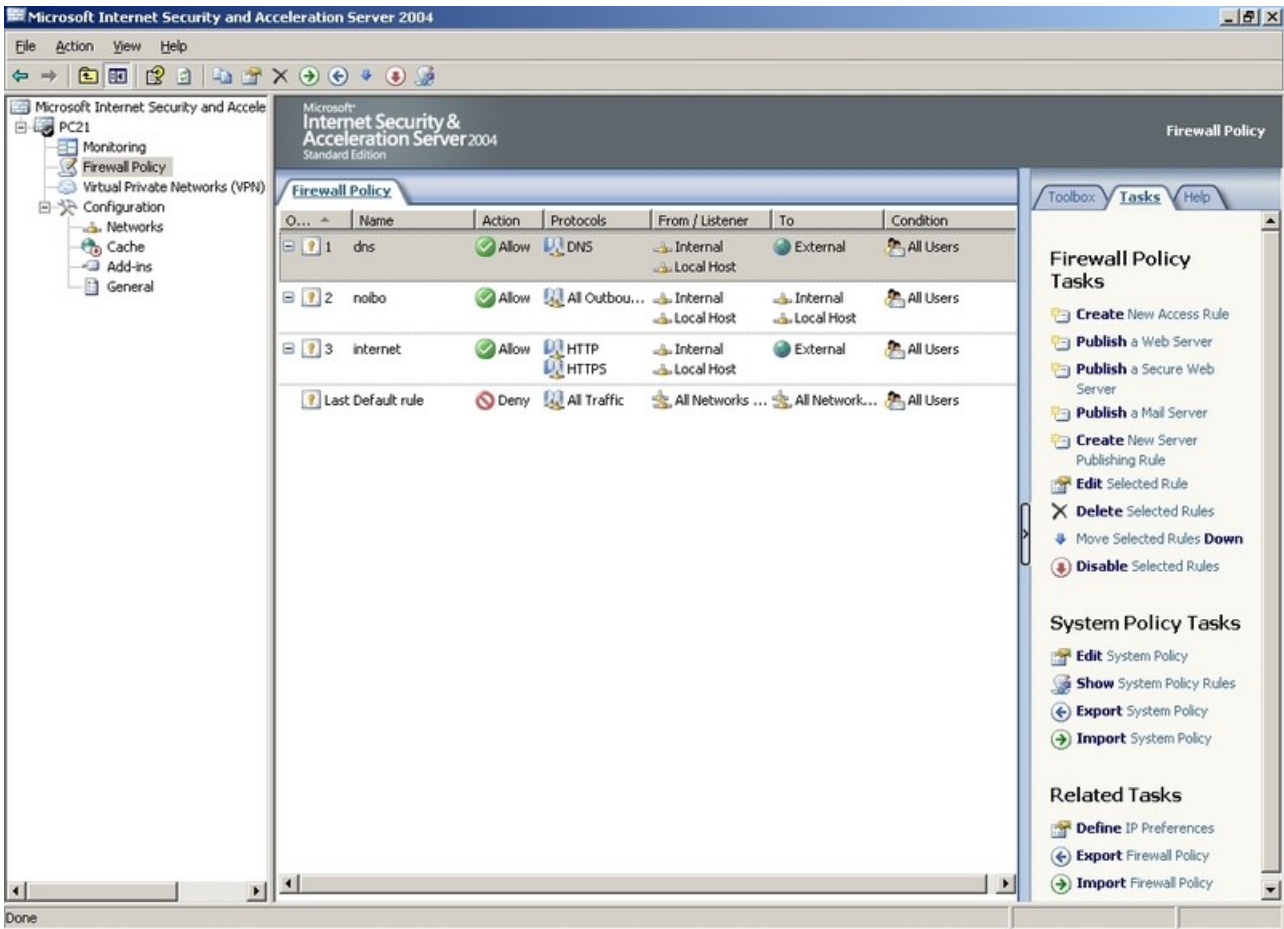 Microsoft Internet Security and Acceleration Server 2004
File Action View Help
Microsoft Internet Security and Accele
PC21
Monitoring
Firewall Policy
Virtual Private Networks (VPN)
Configuration
Networks
Cache
Add-ins
General
Microsoft
Internet Security &
Acceleration Server 2004
Standard Edition
Firewall Policy
Firewall Policy
O... Name Action Protocols From / Listener To Condition
1 dns Allow DNS Internal External All Users
Local Host
2 noibo Allow All Outbou... Internal Internal All Users
Local Host Local Host
3 internet Allow HTTP Internal External All Users
HTTPS Local Host
Last Default rule Deny All Traffic All Networks ... All Network... All Users
Toolbox Tasks Help
Firewall Policy
Tasks
Create New Access Rule
Publish a Web Server
Publish a Secure Web
Server
Publish a Mail Server
Create New Server
Publishing Rule
Edit Selected Rule
Delete Selected Rules
Move Selected Rules Down
Disable Selected Rules
System Policy Tasks
Edit System Policy
Show System Policy Rules
Export System Policy
Import System Policy
Related Tasks
Define IP Preferences
Export Firewall Policy
Import Firewall Policy
Done